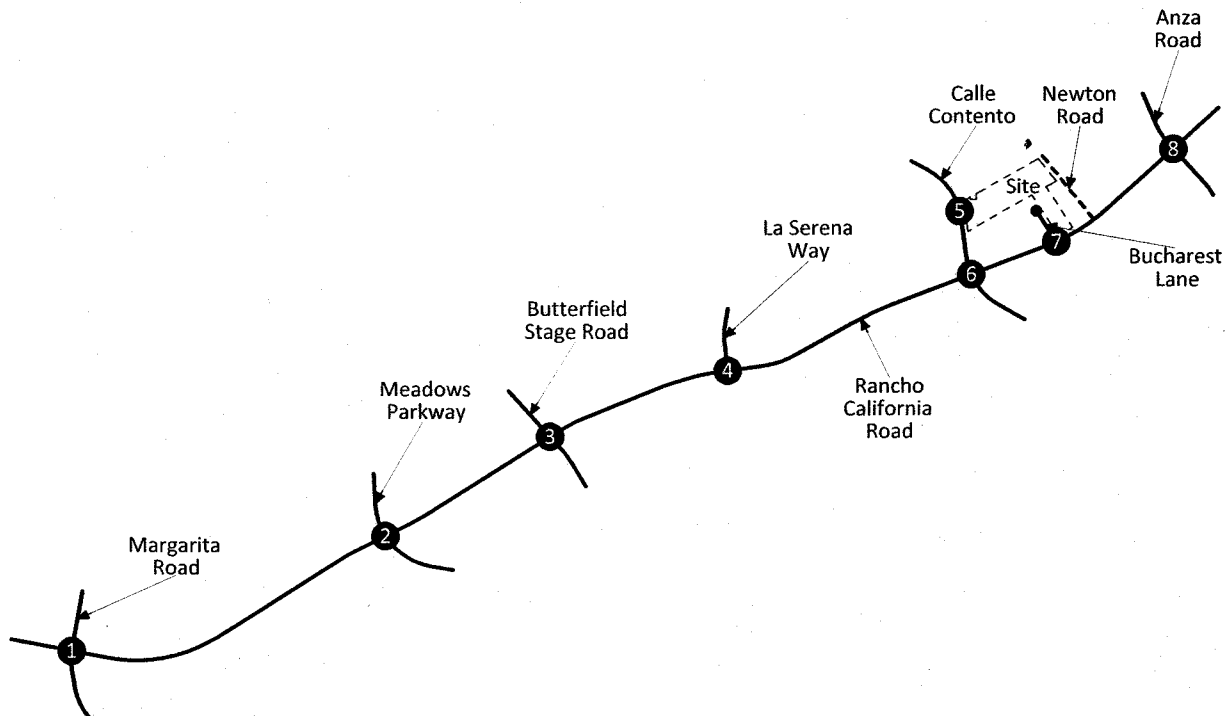 Anza
Road
Calle
Contento
Newton
Road
8
Site
5
La Serena
Way
7
Bucharest
Lane
6
Butterfield
Stage Road
4
Meadows
Parkway
Rancho
California
Road
3
2
Margarita
Road
1